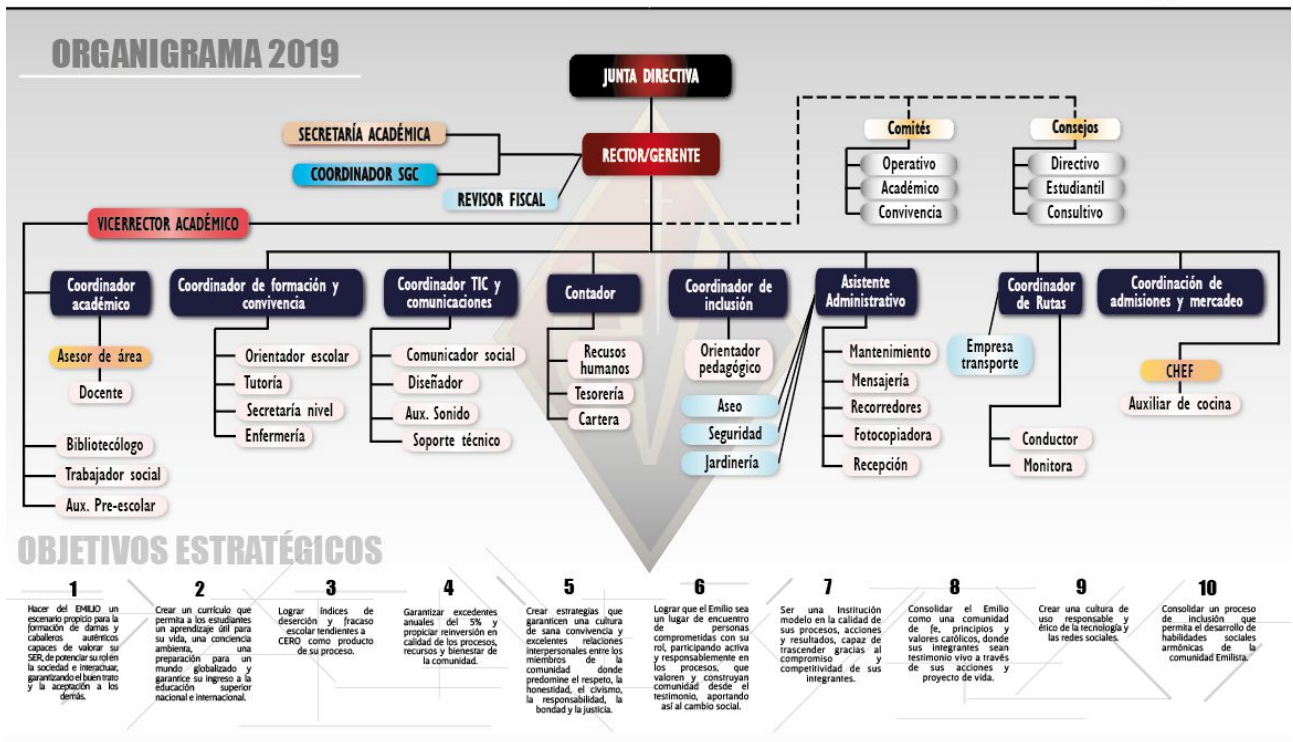 ORGANIGRAMA 2019
JUNTA DIRECTIVA
SECRETARÍA ACADÉMICA
COORDINADOR SGC
REVISOR FISCAL
RECTOR/GERENTE
Comités
Operativo
Académico
Convivencia
Consejos
Directivo
Estudiantil
Consultivo
VICERRECTOR ACADÉMICO
Coordinador
académico
Asesor de área
Docente
Bibliotecólogo
Trabajador social
Aux. Pre-escolar
Coordinador de formación y
convivencia
Orientador escolar
Tutoría
Secretaría nivel
Enfermería
Coordinador TIC y
comunicaciones
Comunicador social
Diseñador
Aux. Sonido
Soporte técnico
Contador
Recusos
humanos
Tesorería
Cartera
Coordinador de
inclusión
Orientador
pedagógico
Aseo
Seguridad
Jardinería
Asistente
Administrativo
Mantenimiento
Mensajería
Recorredores
Fotocopiadora
Recepción
Coordinador
de Rutas
Empresa
transporte
Conductor
Monitora
Coordinación de
admisiones y mercadeo
CHEF
Auxiliar de cocina
OBJETIVOS ESTRATÉGICOS
1
Hacer del EMILIO un
escenario propicio para la
formación de damas y
caballeros auténticos
capaces de valorar su
SER, de potenciar su rol en
la sociedad e interactuar,
garantizando el buen trato
y la aceptación a los
demás.
2
Crear un currículo que
permita a los estudiantes
un aprendizaje útil para
su vida, una conciencia
ambienta, una
preparación para un
mundo globalizado y
garantice su ingreso a la
educación superior
nacional e internacional.
3
Lograr índices de
deserción y fracaso
escolar tendientes a
CERO como producto
de su proceso.
4
Garantizar excedentes
anuales del 5% y
propiciar reinversión en
calidad de los procesos,
recursos y bienestar de
la comunidad.
5
Crear estrategias que
garanticen una cultura
de sana convivencia y
excelentes relaciones
interpersonales entre los
miembros de la
comunidad donde
predomine el respeto, la
honestidad, el civismo,
la responsabilidad, la
bondad y la justicia.
6
Lograr que el Emilio sea
un lugar de encuentro
de personas
comprometidas con su
rol, participando activa
y responsablemente en
los procesos, que
valoren y construyan
comunidad desde el
testimonio, aportando
así al cambio social.
7
Ser una Institución
modelo en la calidad de
sus procesos, acciones
y resultados, capaz de
trascender gracias al
compromiso y
competitividad de sus
integrantes.
8
Consolidar el Emilio
como una comunidad
de fe, principios y
valores católicos, donde
sus integrantes sean
testimonio vivo a través
de sus acciones y
proyecto de vida.
9
Crear una cultura de
uso responsable y
ético de la tecnología y
las redes sociales.
10
Consolidar un proceso
de inclusión que
permita el desarrollo de
habilidades sociales
armónicas de la
comunidad Emilista.